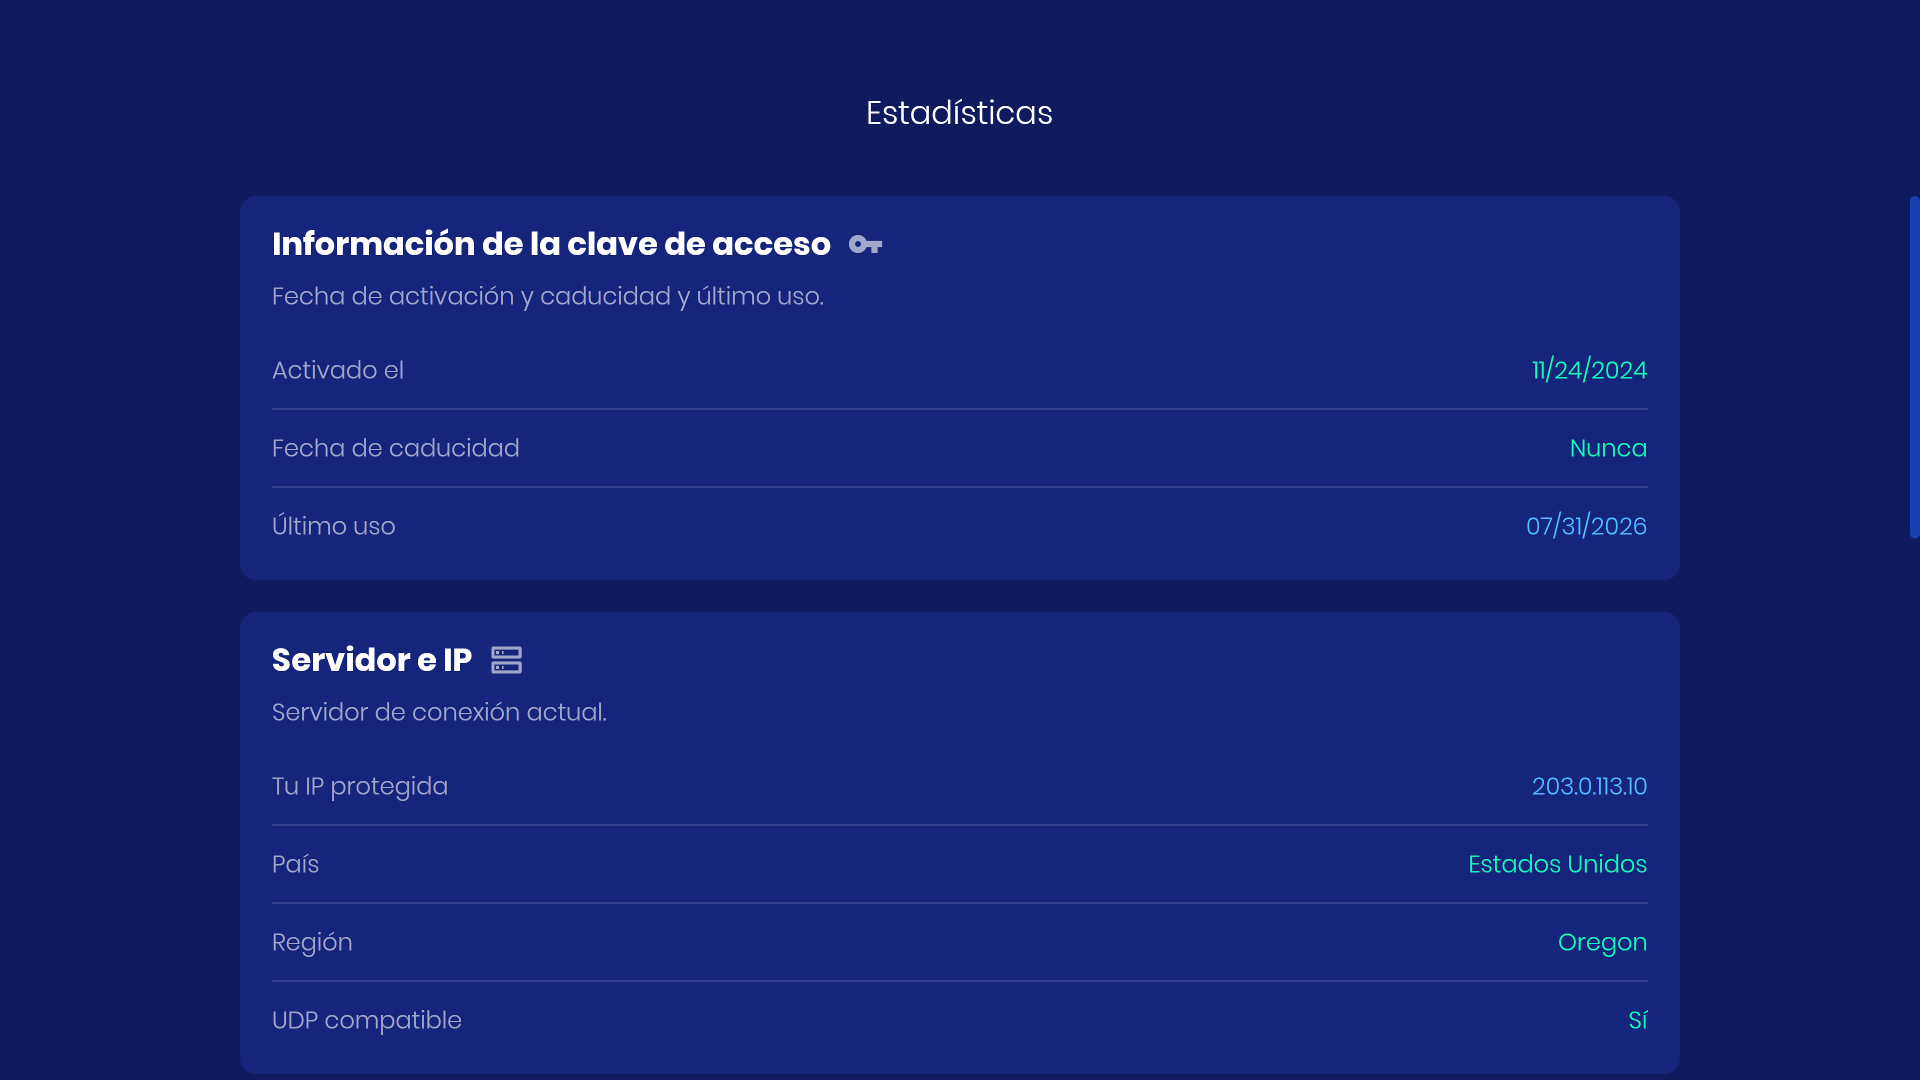 Estadísticas
Información de la clave de acceso
Fecha de activación y caducidad y último uso.
Activado el 11/24/2024
Fecha de caducidad Nunca
Último uso 07/31/2026
Servidor e IP
Servidor de conexión actual.
Tu IP protegida 203.0.113.10
País Estados Unidos
Región Oregon
UDP compatible Sí